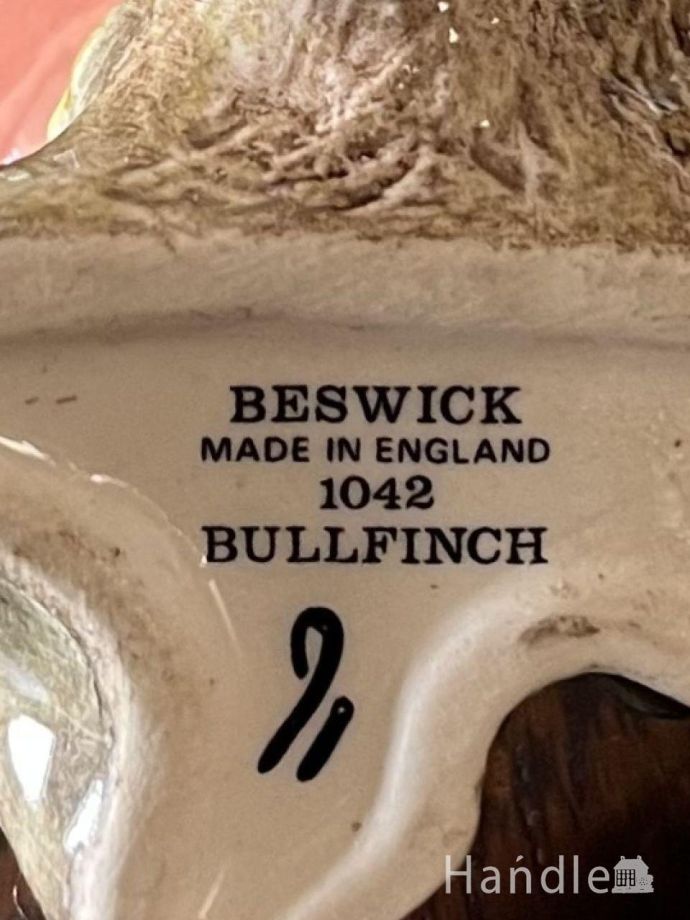 BESWICK
MADE IN ENGLAND
1042
BULLFINCH
Handle